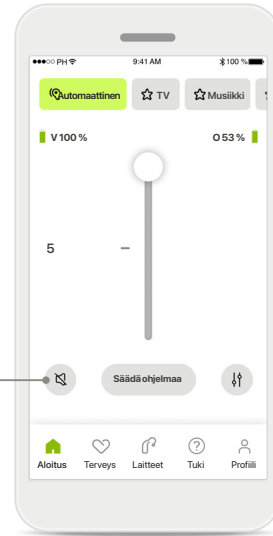 PH 9:41 AM 100 %
Automaattinen TV Musiikki
V 100 % O 53 %
5
Säädä ohjelmaa
Aloitus Terveys Laitteet Tuki Profiili